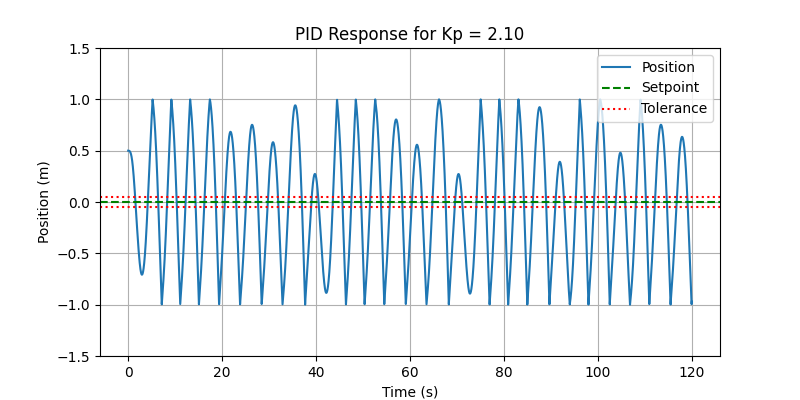 PID Response for Kp = 2.10
1.5
1.0
0.5
0.0
−0.5
−1.0
−1.5
Position (m)
Position
Setpoint
Tolerance
0
20
40
60
80
100
120
Time (s)